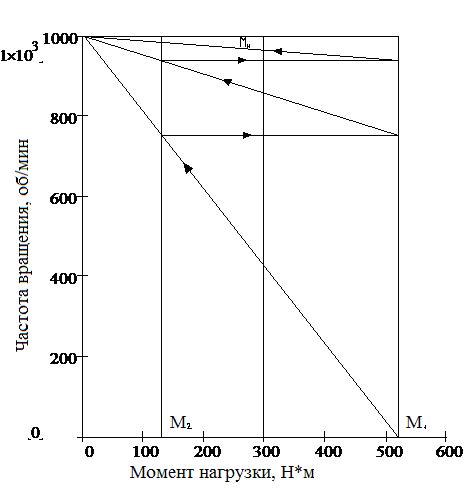 1000
1×10³
Mн
800
600
400
200
0
M₂
M₁
0 100 200 300 400 500 600
Частота вращения, об/мин
Момент нагрузки, Н*м